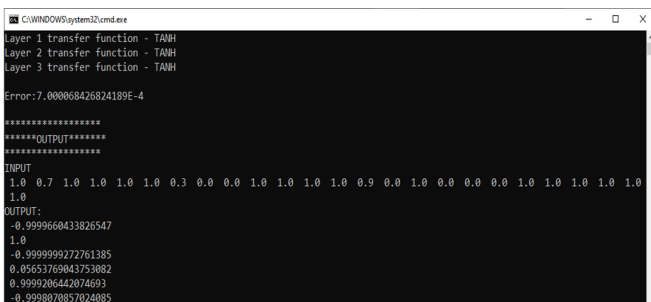 C:\WINDOWS\system32\cmd.exe
Layer 1 transfer function - TANH
Layer 2 transfer function - TANH
Layer 3 transfer function - TANH
Error:7.000068426824189E-4
******************
******OUTPUT*******
******************
INPUT
1.0 0.7 1.0 1.0 1.0 1.0 0.3 0.0 0.0 1.0 1.0 1.0 1.0 0.9 0.0 1.0 0.0 0.0 0.0 1.0 1.0 1.0 1.0 1.0
1.0
OUTPUT:
-0.9999660433826547
1.0
-0.9999999272761385
0.05653769043753082
0.9999206442074693
-0.9998070857024085